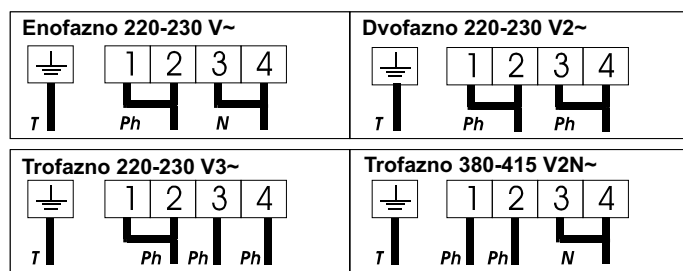 Enofazno 220-230 V~
1 2 3 4
T Ph N
Dvofazno 220-230 V2~
1 2 3 4
T Ph Ph
Trofazno 220-230 V3~
1 2 3 4
T Ph Ph Ph
Trofazno 380-415 V2N~
1 2 3 4
T Ph Ph N